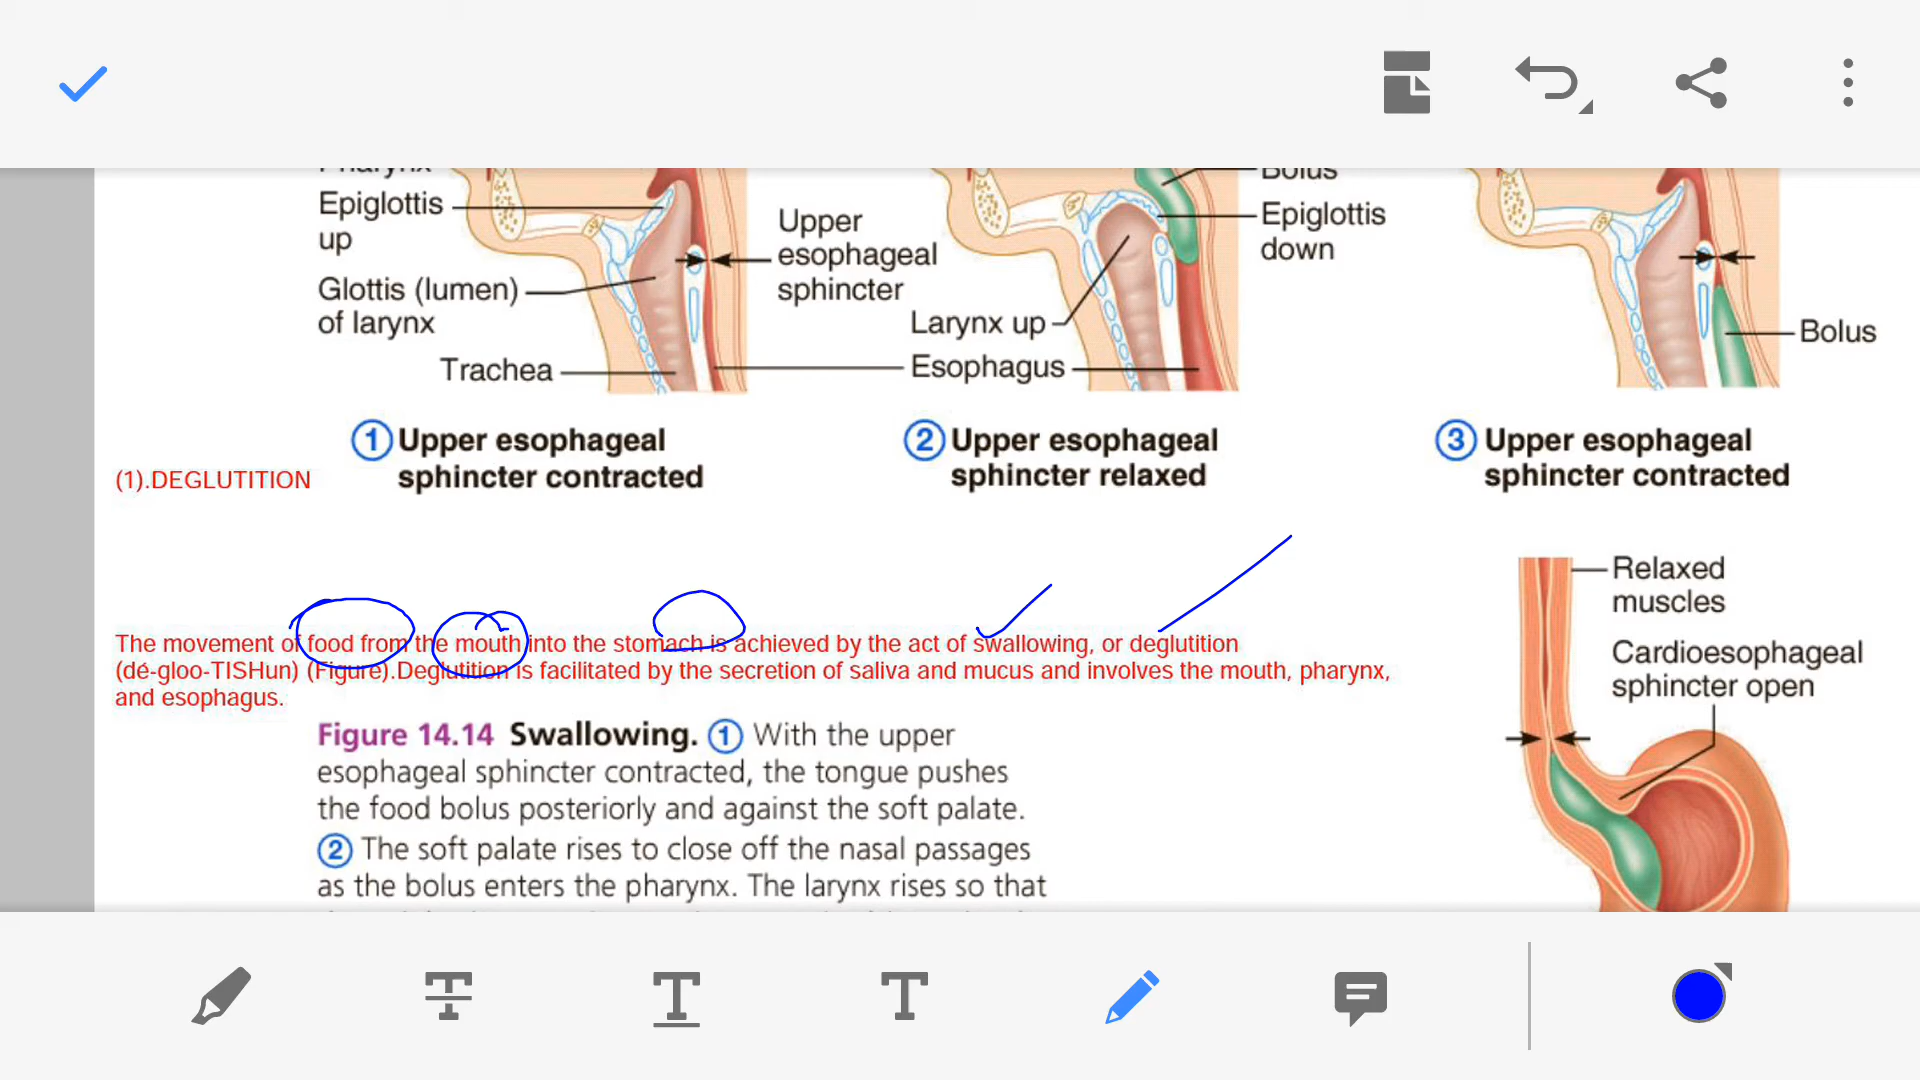 Pharynx
Epiglottis
up
Glottis (lumen)
of larynx
Trachea
Upper
esophageal
sphincter
Larynx up
Esophagus
Bolus
Epiglottis
down
Bolus
1 Upper esophageal
sphincter contracted
2 Upper esophageal
sphincter relaxed
3 Upper esophageal
sphincter contracted
(1).DEGLUTITION
Relaxed
muscles
Cardioesophageal
sphincter open
The movement of food from the mouth into the stomach is achieved by the act of swallowing, or deglutition
(dé-gloo-TISHun) (Figure).Deglutition is facilitated by the secretion of saliva and mucus and involves the mouth, pharynx,
and esophagus.
Figure 14.14 Swallowing. 1 With the upper
esophageal sphincter contracted, the tongue pushes
the food bolus posteriorly and against the soft palate.
2 The soft palate rises to close off the nasal passages
as the bolus enters the pharynx. The larynx rises so that